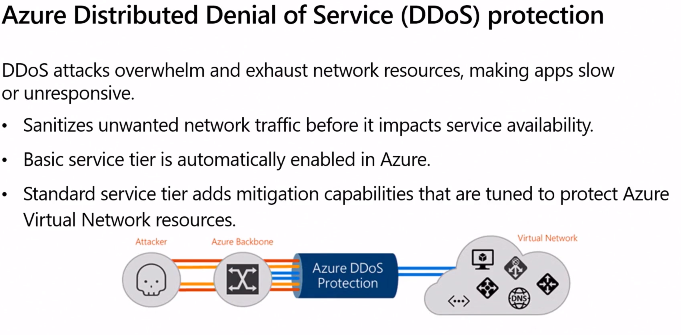 Azure Distributed Denial of Service (DDoS) protection
DDoS attacks overwhelm and exhaust network resources, making apps slow
or unresponsive.
• Sanitizes unwanted network traffic before it impacts service availability.
• Basic service tier is automatically enabled in Azure.
• Standard service tier adds mitigation capabilities that are tuned to protect Azure
Virtual Network resources.
Attacker
Azure Backbone
Virtual Network
Azure DDoS
Protection
DNS